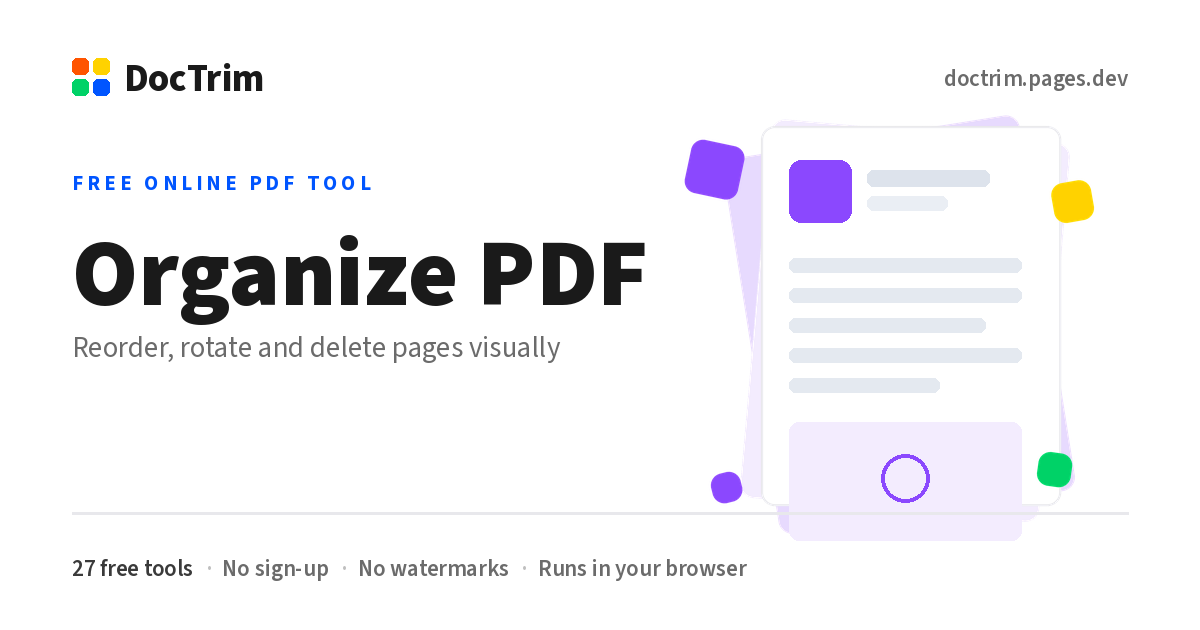 DocTrim
doctrim.pages.dev
FREE ONLINE PDF TOOL
Organize PDF
Reorder, rotate and delete pages visually
27 free tools · No sign-up · No watermarks · Runs in your browser